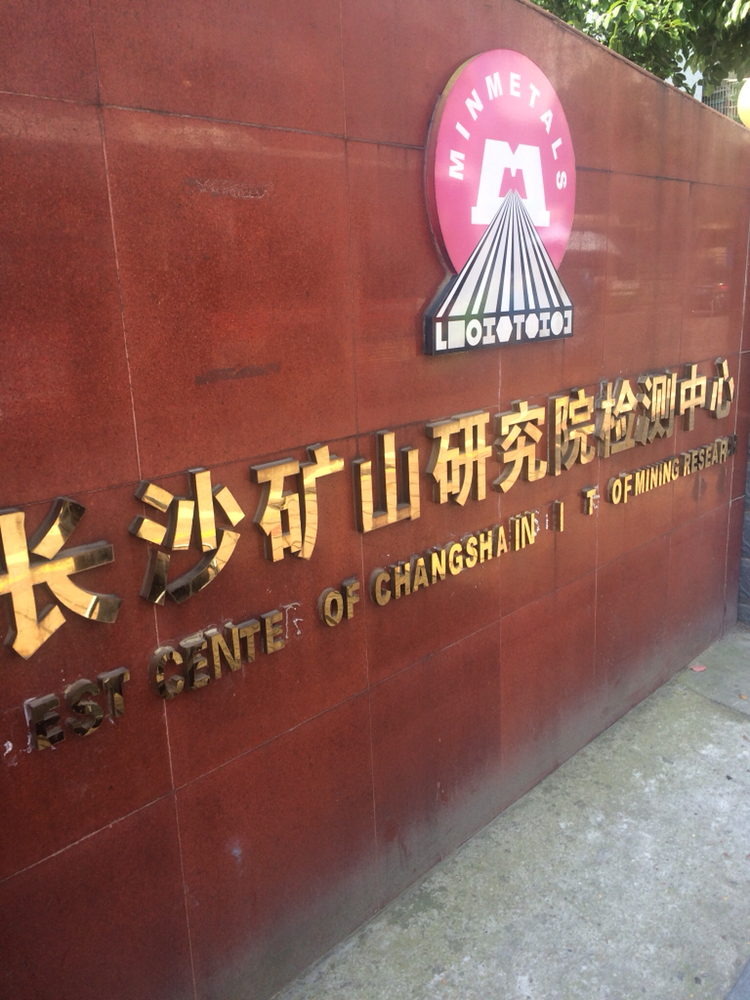 MINMETALS
M
长沙矿山研究院检测中心
EST CENTE OF CHANGSHA IN I T OF MINING RESEAR